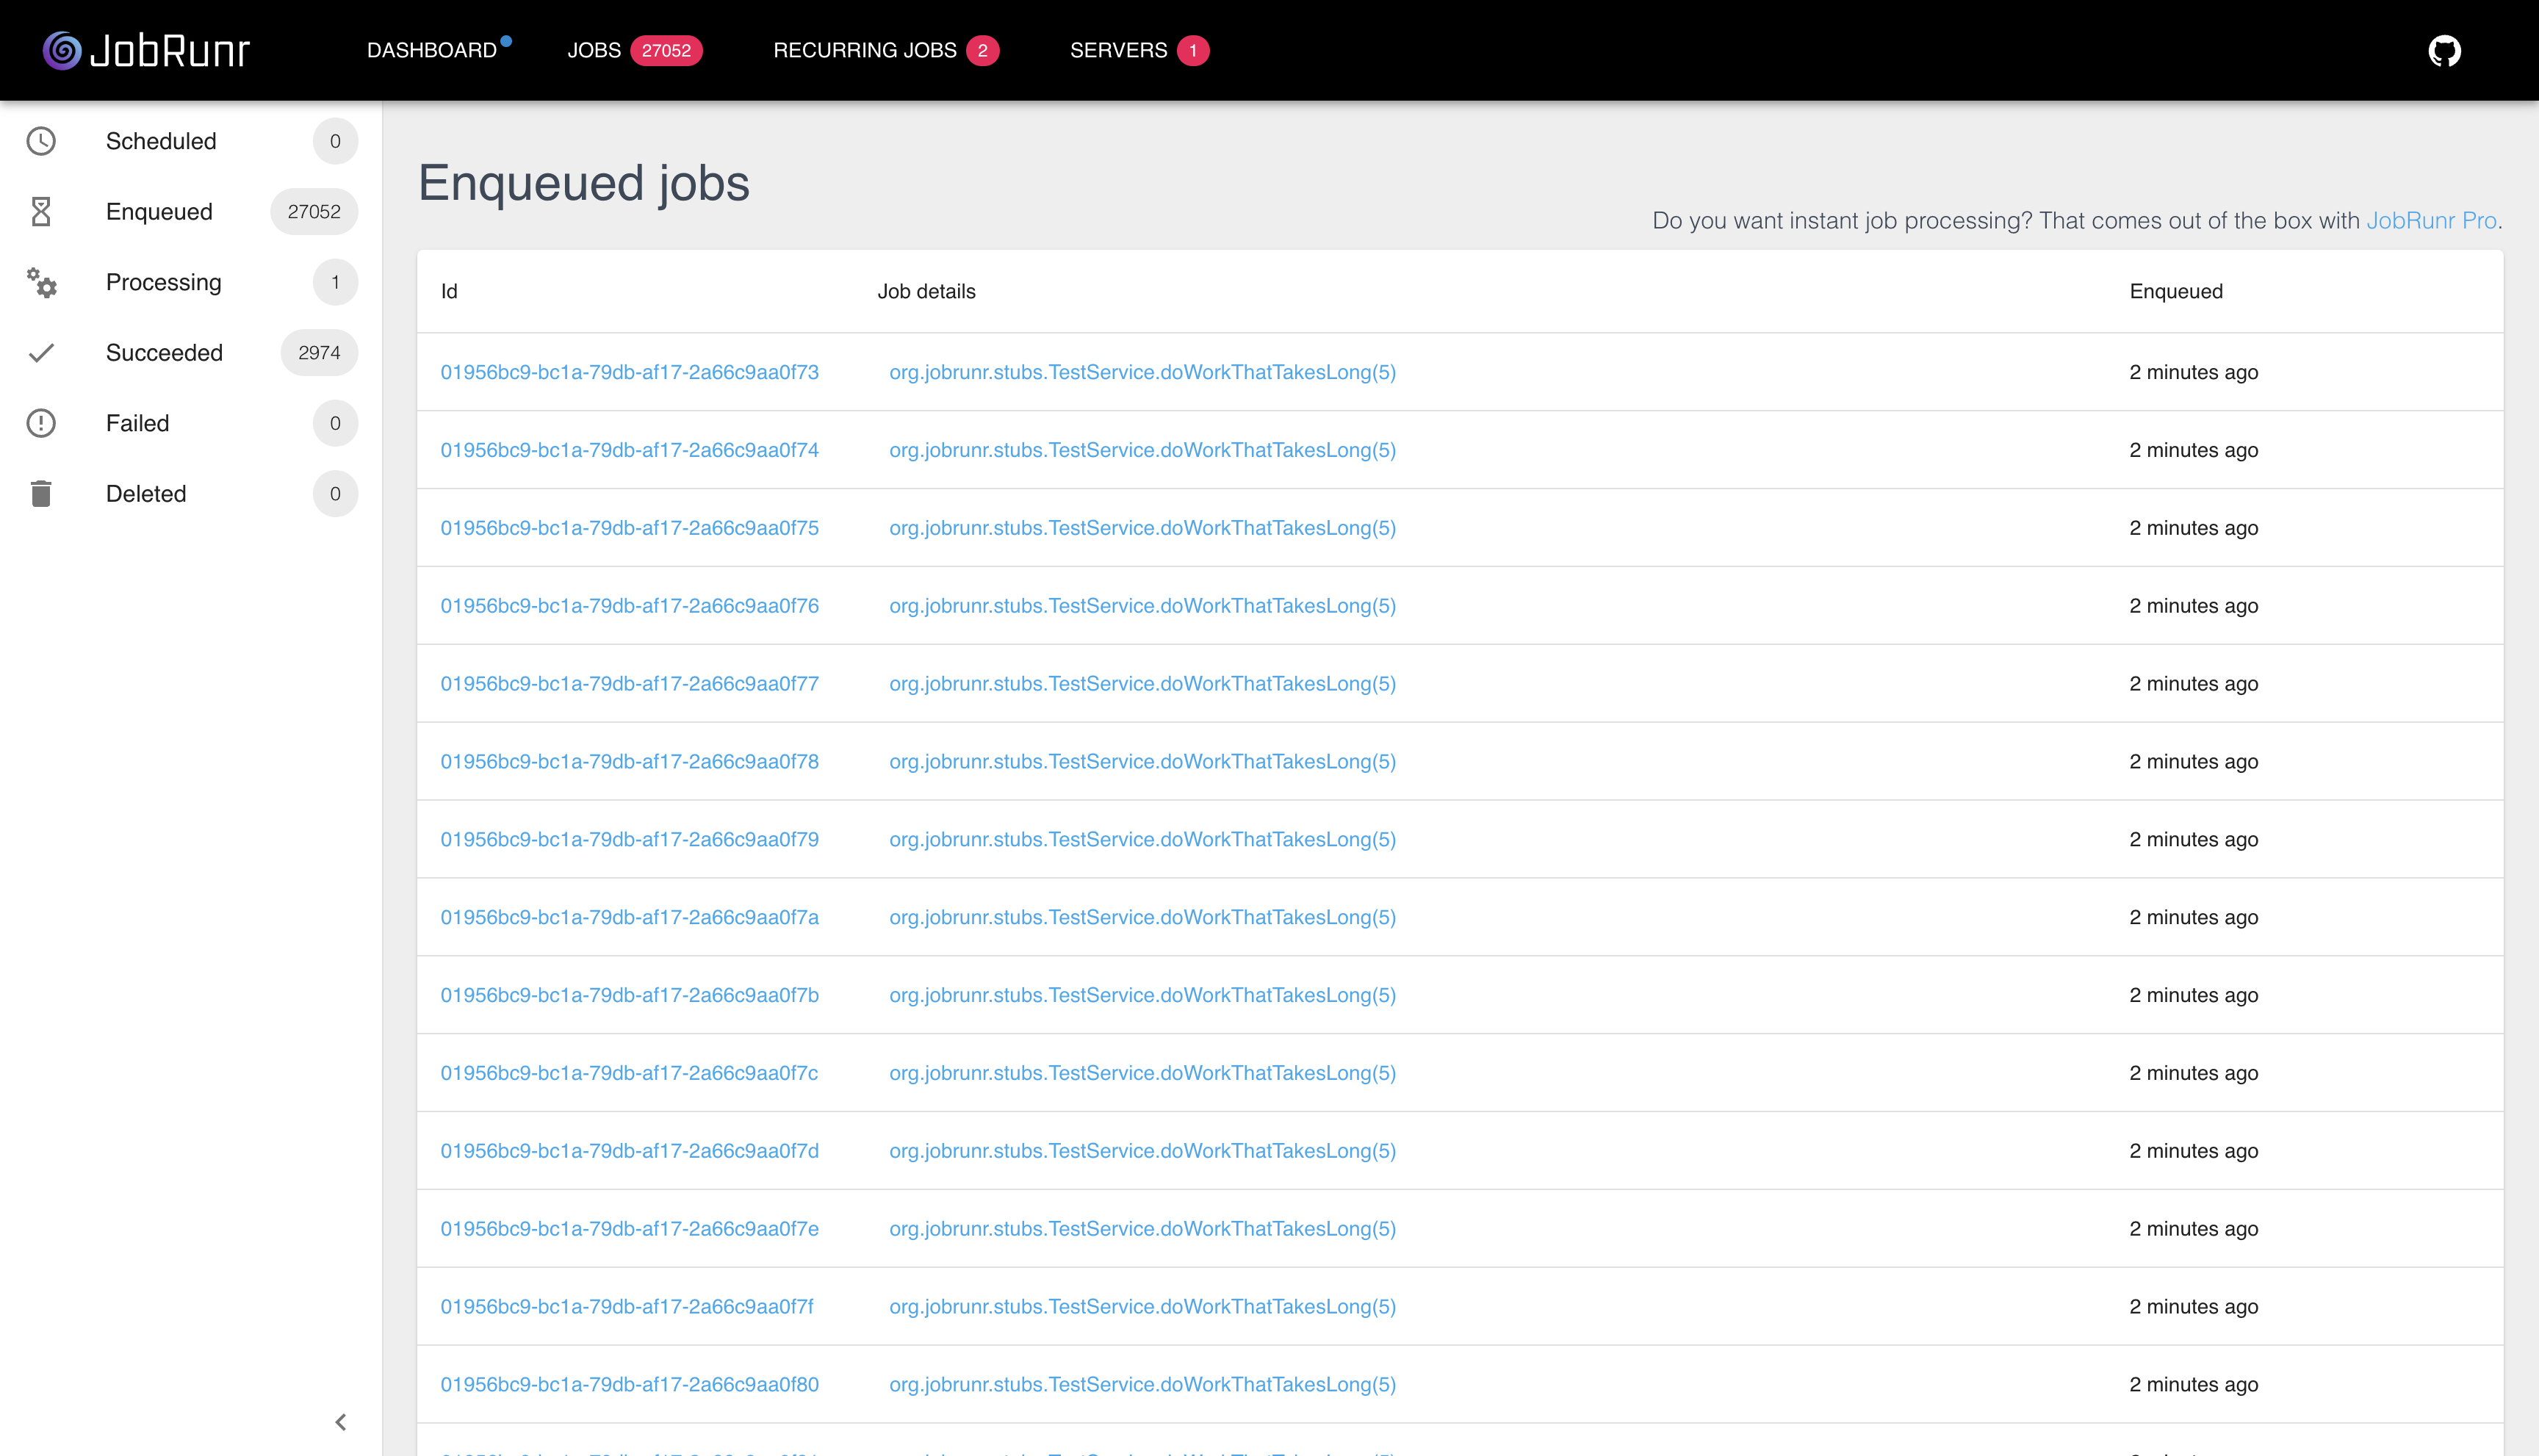 JobRunr DASHBOARD JOBS 27052 RECURRING JOBS 2 SERVERS 1
Scheduled 0
Enqueued 27052
Processing 1
Succeeded 2974
Failed 0
Deleted 0
Enqueued jobs
Do you want instant job processing? That comes out of the box with JobRunr Pro.
Id Job details Enqueued
01956bc9-bc1a-79db-af17-2a66c9aa0f73 org.jobrunr.stubs.TestService.doWorkThatTakesLong(5) 2 minutes ago
01956bc9-bc1a-79db-af17-2a66c9aa0f74 org.jobrunr.stubs.TestService.doWorkThatTakesLong(5) 2 minutes ago
01956bc9-bc1a-79db-af17-2a66c9aa0f75 org.jobrunr.stubs.TestService.doWorkThatTakesLong(5) 2 minutes ago
01956bc9-bc1a-79db-af17-2a66c9aa0f76 org.jobrunr.stubs.TestService.doWorkThatTakesLong(5) 2 minutes ago
01956bc9-bc1a-79db-af17-2a66c9aa0f77 org.jobrunr.stubs.TestService.doWorkThatTakesLong(5) 2 minutes ago
01956bc9-bc1a-79db-af17-2a66c9aa0f78 org.jobrunr.stubs.TestService.doWorkThatTakesLong(5) 2 minutes ago
01956bc9-bc1a-79db-af17-2a66c9aa0f79 org.jobrunr.stubs.TestService.doWorkThatTakesLong(5) 2 minutes ago
01956bc9-bc1a-79db-af17-2a66c9aa0f7a org.jobrunr.stubs.TestService.doWorkThatTakesLong(5) 2 minutes ago
01956bc9-bc1a-79db-af17-2a66c9aa0f7b org.jobrunr.stubs.TestService.doWorkThatTakesLong(5) 2 minutes ago
01956bc9-bc1a-79db-af17-2a66c9aa0f7c org.jobrunr.stubs.TestService.doWorkThatTakesLong(5) 2 minutes ago
01956bc9-bc1a-79db-af17-2a66c9aa0f7d org.jobrunr.stubs.TestService.doWorkThatTakesLong(5) 2 minutes ago
01956bc9-bc1a-79db-af17-2a66c9aa0f7e org.jobrunr.stubs.TestService.doWorkThatTakesLong(5) 2 minutes ago
01956bc9-bc1a-79db-af17-2a66c9aa0f7f org.jobrunr.stubs.TestService.doWorkThatTakesLong(5) 2 minutes ago
01956bc9-bc1a-79db-af17-2a66c9aa0f80 org.jobrunr.stubs.TestService.doWorkThatTakesLong(5) 2 minutes ago